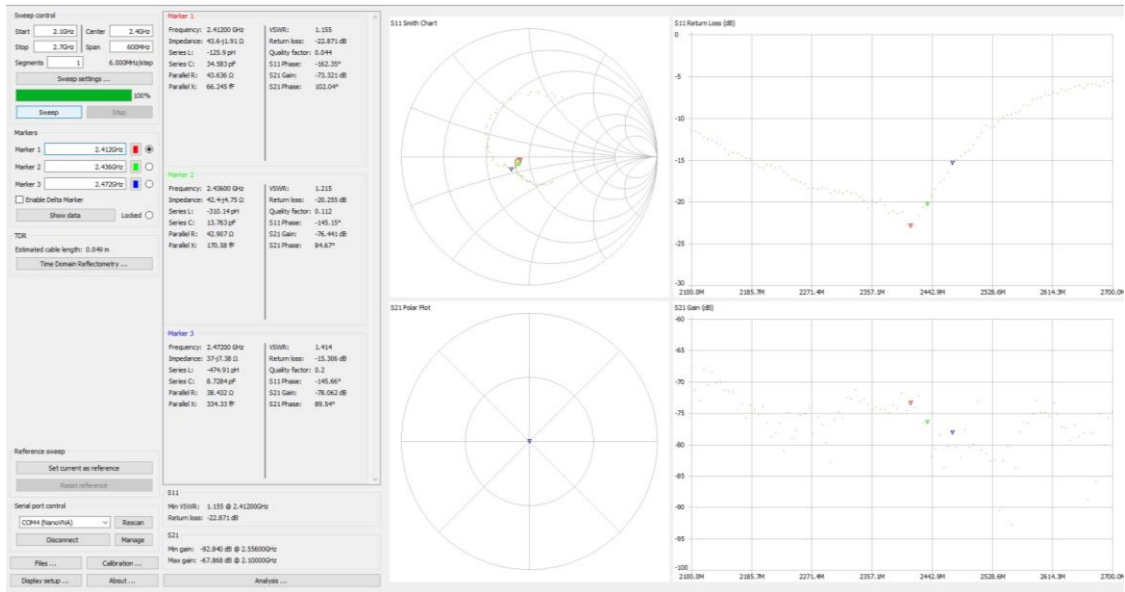 Sweep control
Start 2.1GHz Center 2.4GHz
Stop 2.7GHz Span 600MHz
Segments 1 6.000MHz/step
Sweep settings ...
100%
Sweep Stop
Markers
Marker 1 2.412GHz
Marker 2 2.436GHz
Marker 3 2.472GHz
Enable Delta Marker
Show data Locked
TDR
Estimated cable length: 0.049 m
Time Domain Reflectometry ...
Reference sweep
Set current as reference
Reset reference
Serial port control
COM4 (NanoVNA) Rescan
Disconnect Manage
Files ... Calibration ...
Display setup ... About ...
Marker 1
Frequency: 2.41200 GHz VSWR: 1.155
Impedance: 43.6-j1.91 Ω Return loss: -22.871 dB
Series L: -125.9 pH Quality factor: 0.044
Series C: 34.583 pF S11 Phase: -162.35°
Parallel R: 43.636 Ω S21 Gain: -73.321 dB
Parallel X: 66.245 fF S21 Phase: 102.04°
Marker 2
Frequency: 2.43600 GHz VSWR: 1.215
Impedance: 42.4-j4.75 Ω Return loss: -20.255 dB
Series L: -310.14 pH Quality factor: 0.112
Series C: 13.763 pF S11 Phase: -145.15°
Parallel R: 42.907 Ω S21 Gain: -76.441 dB
Parallel X: 170.58 fF S21 Phase: 84.67°
Marker 3
Frequency: 2.47200 GHz VSWR: 1.414
Impedance: 37-j7.38 Ω Return loss: -15.306 dB
Series L: -474.91 pH Quality factor: 0.2
Series C: 8.7284 pF S11 Phase: -145.66°
Parallel R: 38.432 Ω S21 Gain: -78.062 dB
Parallel X: 334.33 fF S21 Phase: 89.54°
S11
Min VSWR: 1.155 @ 2.41200GHz
Return loss: -22.871 dB
S21
Min gain: -92.840 dB @ 2.55600GHz
Max gain: -67.868 dB @ 2.10000GHz
Analysis ...
S11 Smith Chart
S11 Return Loss (dB)
0
-5
-10
-15
-20
-25
-30
2100.0M 2185.7M 2271.4M 2357.1M 2442.9M 2528.6M 2614.3M 2700.0M
S21 Polar Plot
S21 Gain (dB)
-60
-65
-70
-75
-80
-85
-90
-95
-100
2100.0M 2185.7M 2271.4M 2357.1M 2442.9M 2528.6M 2614.3M 2700.0M